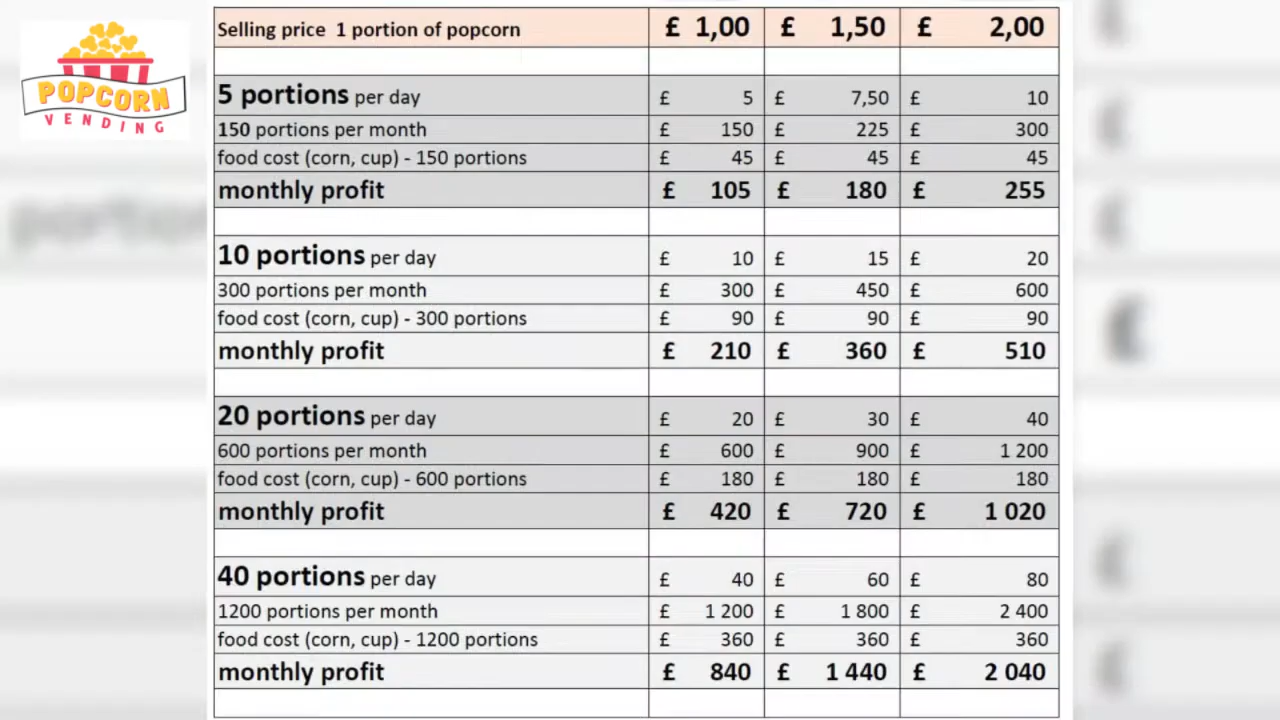 POPCORN
VENDING
Selling price 1 portion of popcorn £ 1,00 £ 1,50 £ 2,00
5 portions per day £ 5 £ 7,50 £ 10
150 portions per month £ 150 £ 225 £ 300
food cost (corn, cup) - 150 portions £ 45 £ 45 £ 45
monthly profit £ 105 £ 180 £ 255
10 portions per day £ 10 £ 15 £ 20
300 portions per month £ 300 £ 450 £ 600
food cost (corn, cup) - 300 portions £ 90 £ 90 £ 90
monthly profit £ 210 £ 360 £ 510
20 portions per day £ 20 £ 30 £ 40
600 portions per month £ 600 £ 900 £ 1 200
food cost (corn, cup) - 600 portions £ 180 £ 180 £ 180
monthly profit £ 420 £ 720 £ 1 020
40 portions per day £ 40 £ 60 £ 80
1200 portions per month £ 1 200 £ 1 800 £ 2 400
food cost (corn, cup) - 1200 portions £ 360 £ 360 £ 360
monthly profit £ 840 £ 1 440 £ 2 040